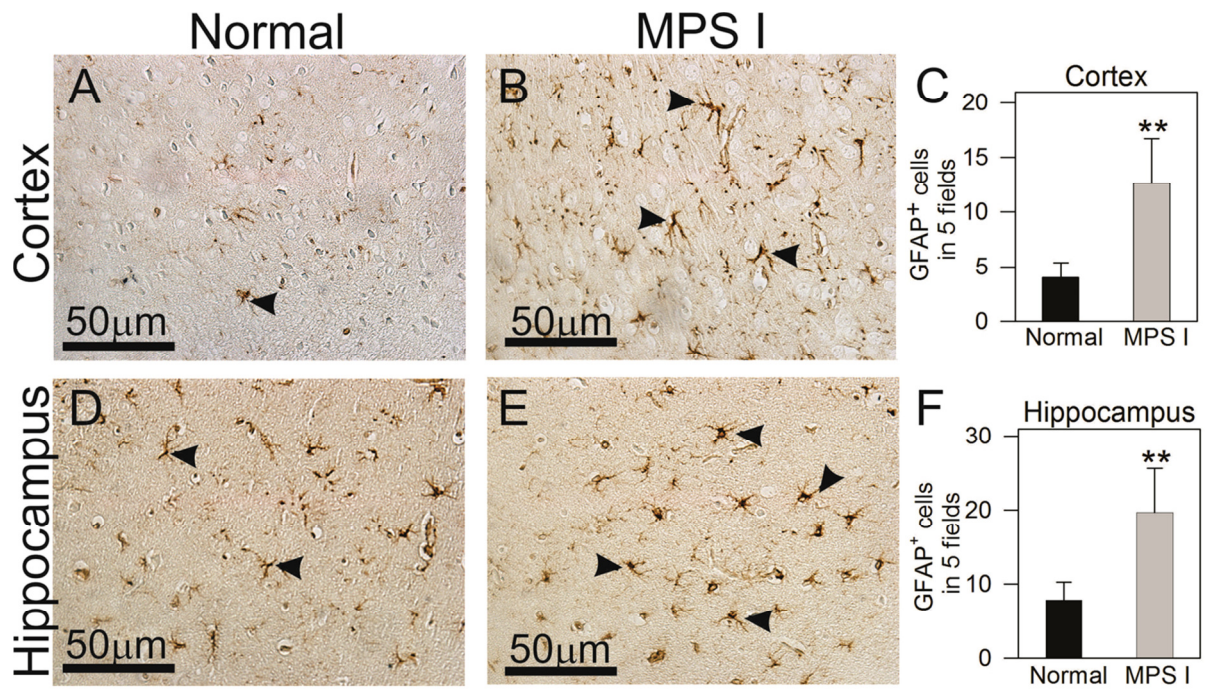 Normal
MPS I
Cortex
A
50μm
B
50μm
C
Cortex
GFAP+ cells
in 5 fields
20
15
10
5
0
**
Normal
MPS I
Hippocampus
D
50μm
E
50μm
F
Hippocampus
GFAP+ cells
in 5 fields
30
20
10
0
**
Normal
MPS I